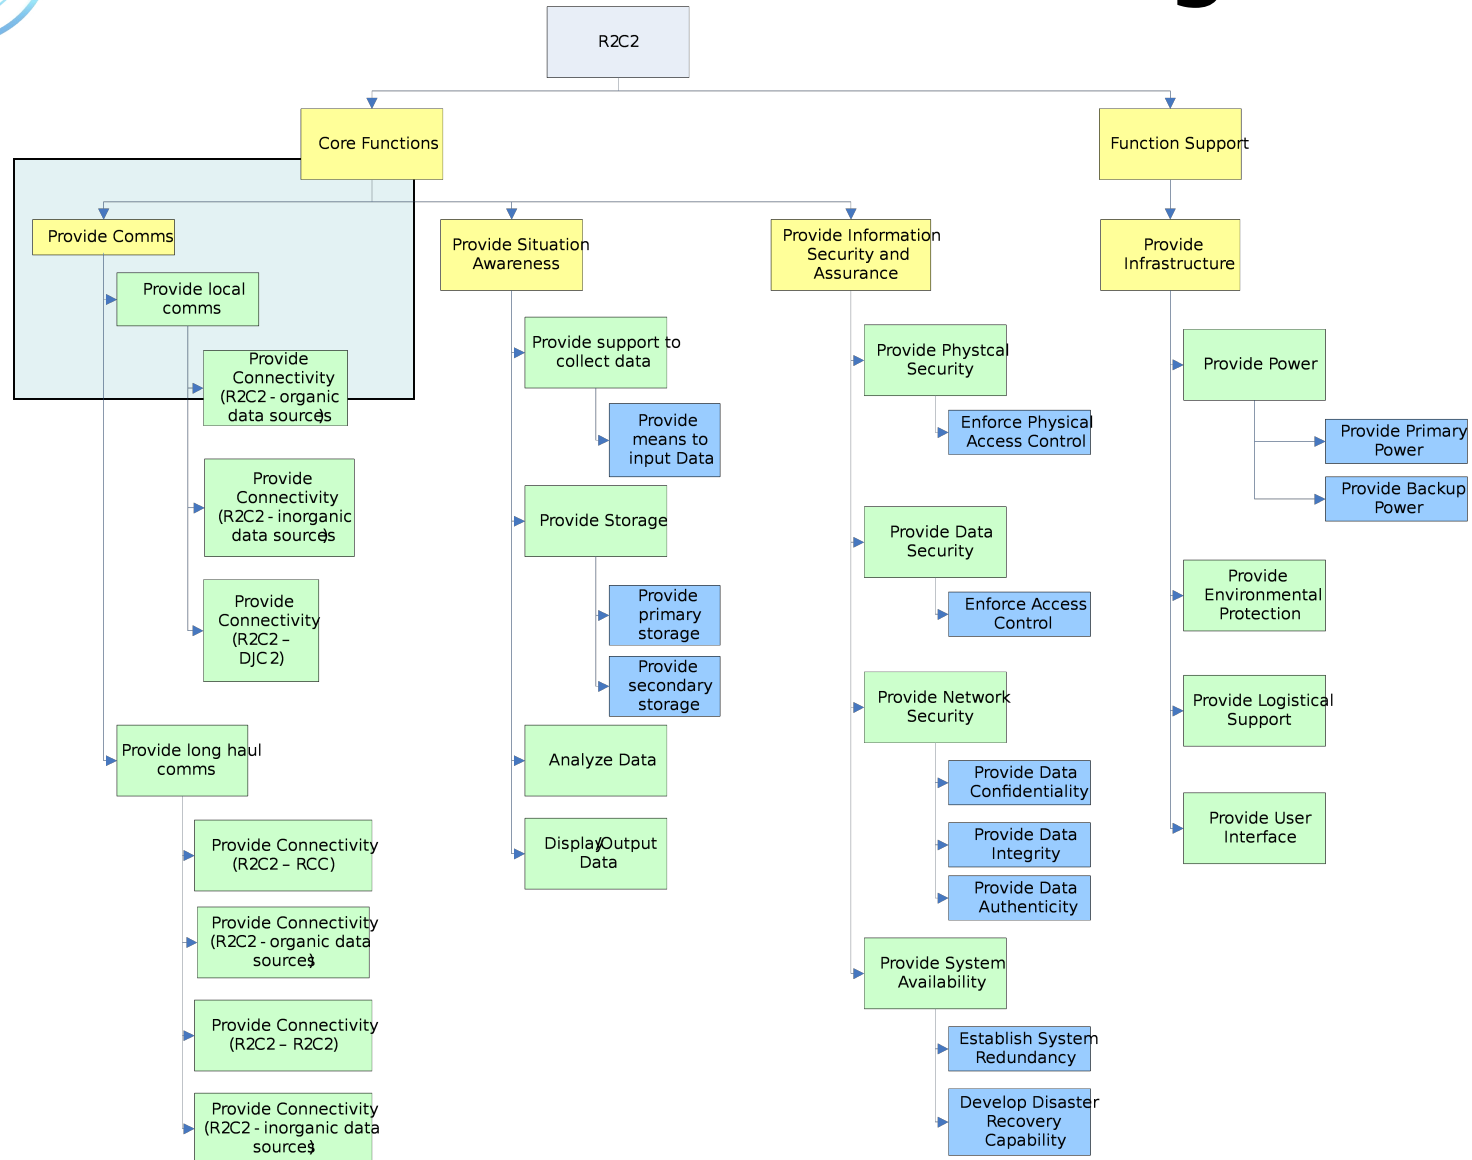 R2C2
Core Functions
Function Support
Provide Comms
Provide local
comms
Provide
Connectivity
(R2C2 - organic
data sources)
Provide
Connectivity
(R2C2 - inorganic
data sources)
Provide
Connectivity
(R2C2 –
DJC2)
Provide long haul
comms
Provide Connectivity
(R2C2 – RCC)
Provide Connectivity
(R2C2 - organic data
sources)
Provide Connectivity
(R2C2 – R2C2)
Provide Connectivity
(R2C2 - inorganic data
sources)
Provide Situation
Awareness
Provide support to
collect data
Provide
means to
input Data
Provide Storage
Provide
primary
storage
Provide
secondary
storage
Analyze Data
Display/Output
Data
Provide Information
Security and
Assurance
Provide Phystcal
Security
Enforce Physical
Access Control
Provide Data
Security
Enforce Access
Control
Provide Network
Security
Provide Data
Confidentiality
Provide Data
Integrity
Provide Data
Authenticity
Provide System
Availability
Establish System
Redundancy
Develop Disaster
Recovery
Capability
Provide
Infrastructure
Provide Power
Provide Primary
Power
Provide Backup
Power
Provide
Environmental
Protection
Provide Logistical
Support
Provide User
Interface